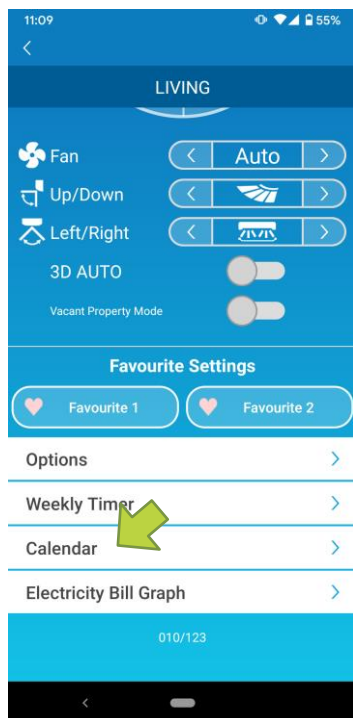 11:09 55%
LIVING
Fan Auto
Up/Down
Left/Right
3D AUTO
Vacant Property Mode
Favourite Settings
Favourite 1 Favourite 2
Options
Weekly Timer
Calendar
Electricity Bill Graph
010/123